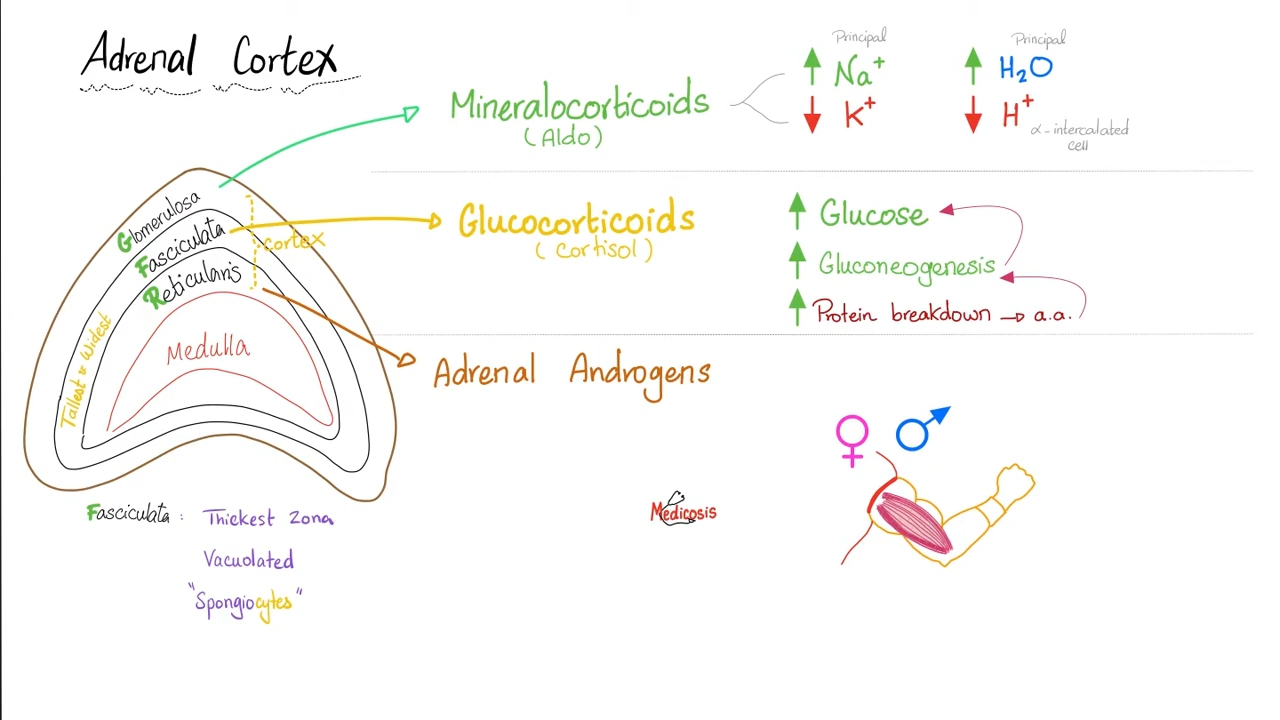 Adrenal Cortex
Mineralocorticoids
(Aldo)
Principal
↑ Na+
↓ K+
Principal
↑ H2O
↓ H+
α-intercalated
cell
Glomerulosa
Fasciculata
Reticularis
cortex
Medulla
Tallest & Widest
Glucocorticoids
(Cortisol)
↑ Glucose
↑ Gluconeogenesis
↑ Protein breakdown → a.a.
Adrenal Androgens
♀ ♂
Fasciculata: Thickest Zona
Vacuolated
"Spongiocytes"
Medicosis